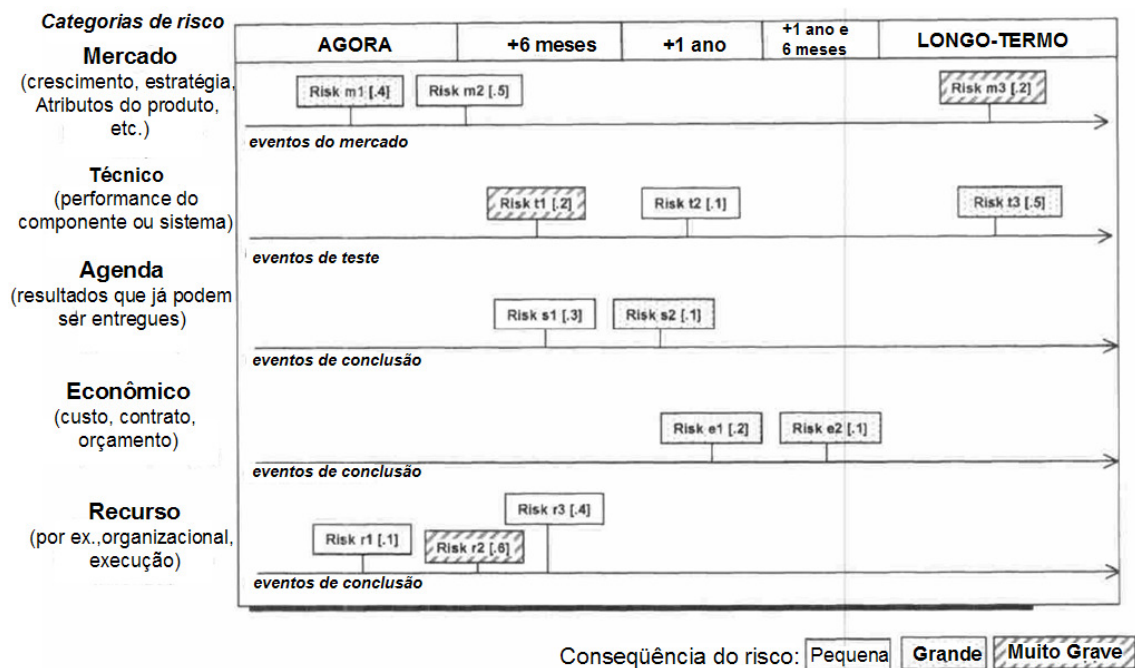 Categorias de risco
AGORA
+6 meses
+1 ano
+1 ano e
6 meses
LONGO-TERMO
Mercado
(crescimento, estratégia,
Atributos do produto,
etc.)
Risk m1 [.4]
Risk m2 [.5]
Risk m3 [.2]
eventos do mercado
Técnico
(performance do
componente ou sistema)
Risk t1 [.2]
Risk t2 [.1]
Risk t3 [.5]
eventos de teste
Agenda
(resultados que já podem
ser entregues)
Risk s1 [.3]
Risk s2 [.1]
eventos de conclusão
Econômico
(custo, contrato,
orçamento)
Risk e1 [.2]
Risk e2 [.1]
eventos de conclusão
Recurso
(por ex.,organizacional,
execução)
Risk r1 [.1]
Risk r2 [.6]
Risk r3 [.4]
eventos de conclusão
Conseqüência do risco: Pequena Grande Muito Grave